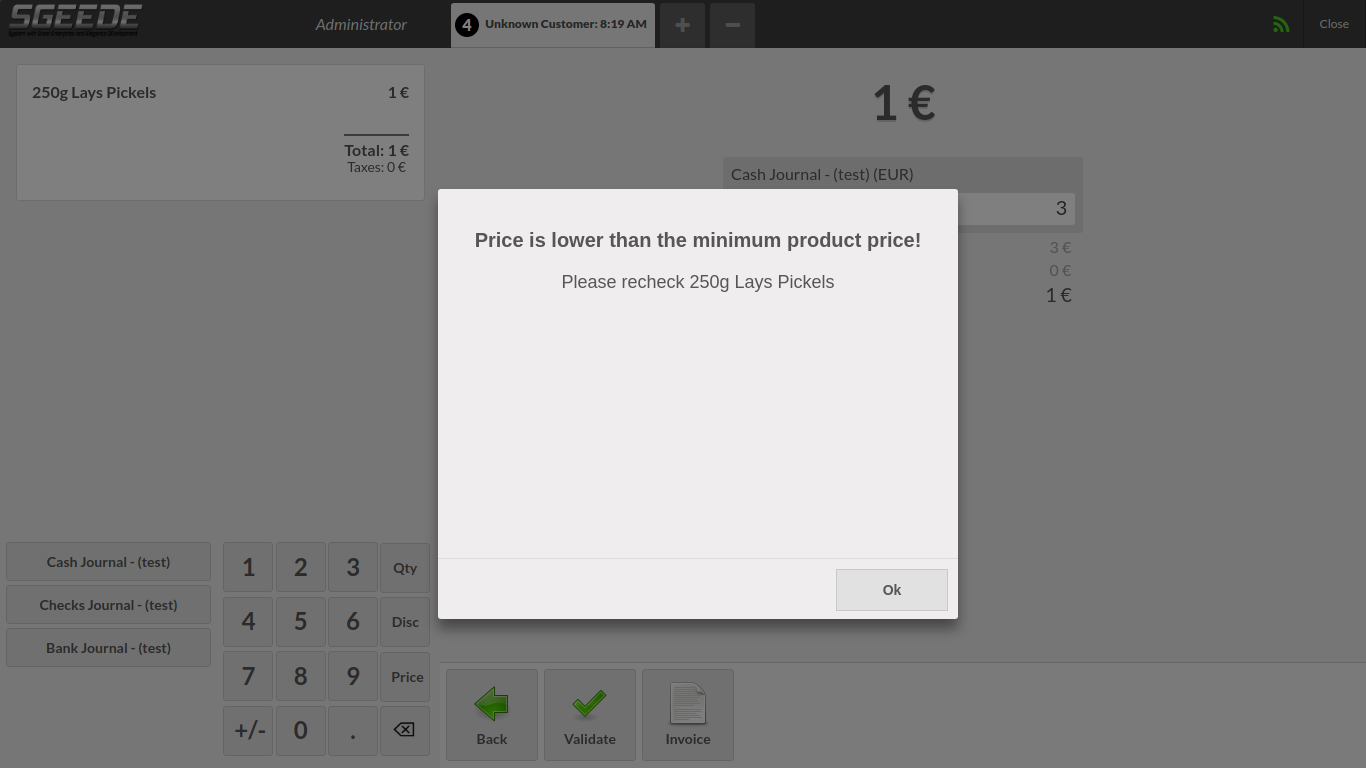 SGEEDE
Administrator
4 Unknown Customer: 8:19 AM
Close
250g Lays Pickels 1 €
Total: 1 €
Taxes: 0 €
1 €
Cash Journal - (test) (EUR)
3
3 €
0 €
1 €
Price is lower than the minimum product price!
Please recheck 250g Lays Pickels
Ok
Cash Journal - (test)
Checks Journal - (test)
Bank Journal - (test)
1 2 3 Qty
4 5 6 Disc
7 8 9 Price
+/- 0 .
Back Validate Invoice